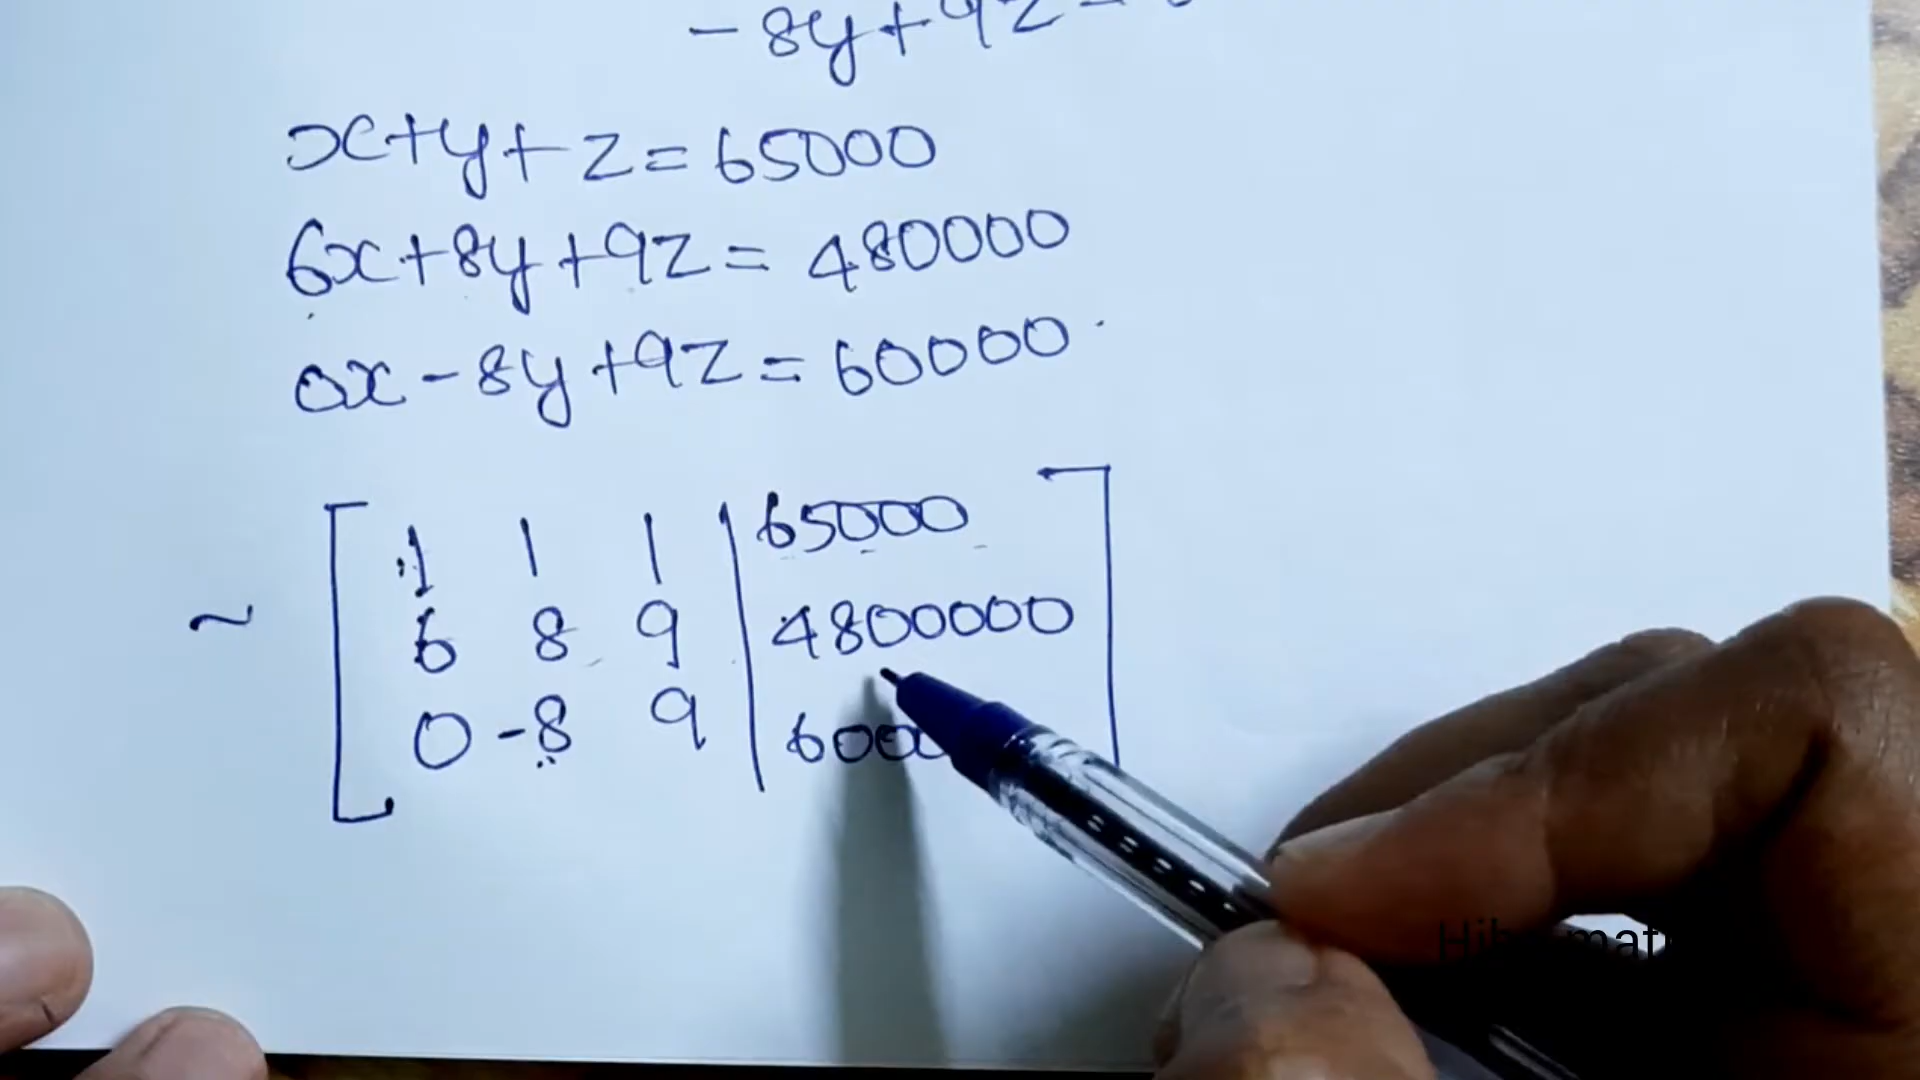 -8y+9z=
x+y+z=65000
6x+8y+9z=480000
0x-8y+9z=60000
~ [ 1 1 1 | 65000 ]
6 8 9 | 4800000
0 -8 9 | 6000